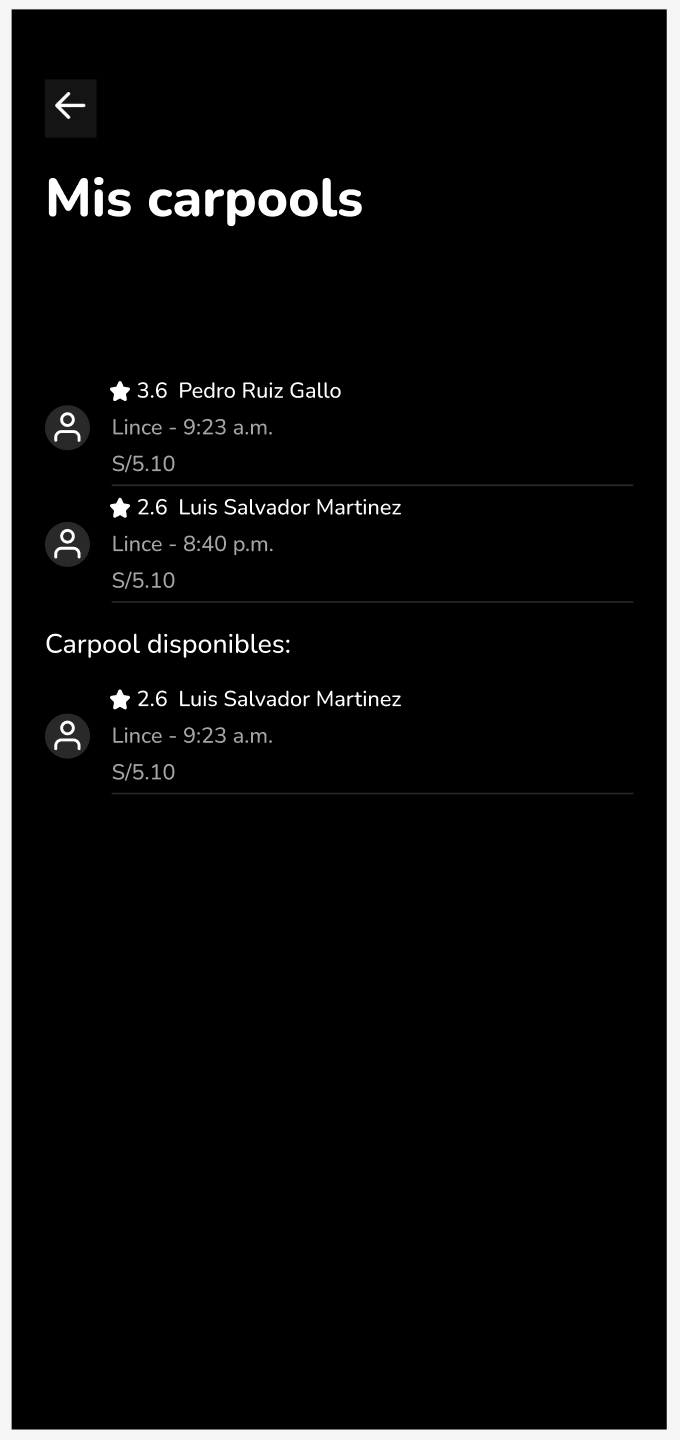 Mis carpools
3.6 Pedro Ruiz Gallo
Lince - 9:23 a.m.
S/5.10
2.6 Luis Salvador Martinez
Lince - 8:40 p.m.
S/5.10
Carpool disponibles:
2.6 Luis Salvador Martinez
Lince - 9:23 a.m.
S/5.10